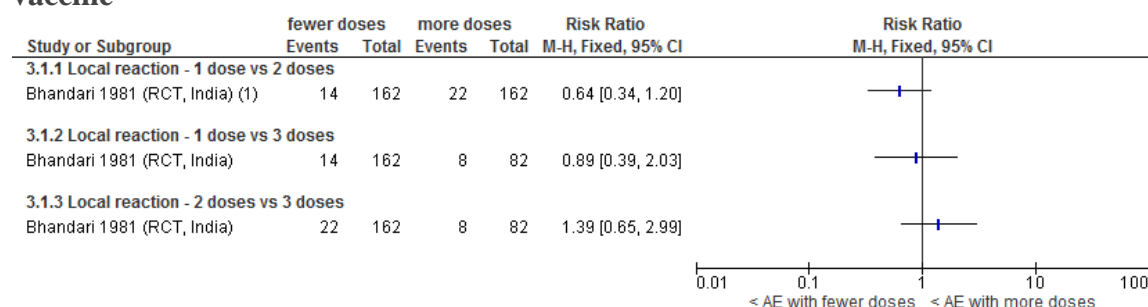 vaccine
fewer doses more doses Risk Ratio Risk Ratio
Study or Subgroup Events Total Events Total M-H, Fixed, 95% CI M-H, Fixed, 95% CI
3.1.1 Local reaction - 1 dose vs 2 doses
Bhandari 1981 (RCT, India) (1) 14 162 22 162 0.64 [0.34, 1.20]
3.1.2 Local reaction - 1 dose vs 3 doses
Bhandari 1981 (RCT, India) 14 162 8 82 0.89 [0.39, 2.03]
3.1.3 Local reaction - 2 doses vs 3 doses
Bhandari 1981 (RCT, India) 22 162 8 82 1.39 [0.65, 2.99]
0.01 0.1 1 10 100
< AE with fewer doses < AE with more doses